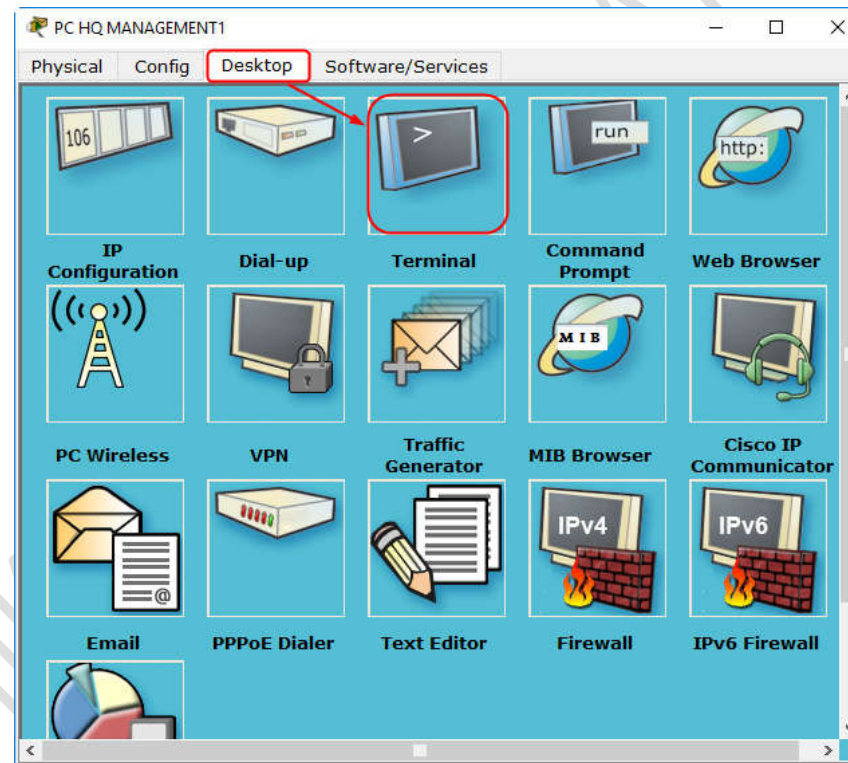 PC HQ MANAGEMENT1
Physical Config Desktop Software/Services
106
>
run
http:
IP
Configuration
Dial-up
Terminal
Command
Prompt
Web Browser
MIB
PC Wireless
VPN
Traffic
Generator
MIB Browser
Cisco IP
Communicator
@
IPv4
IPv6
Email
PPPoE Dialer
Text Editor
Firewall
IPv6 Firewall